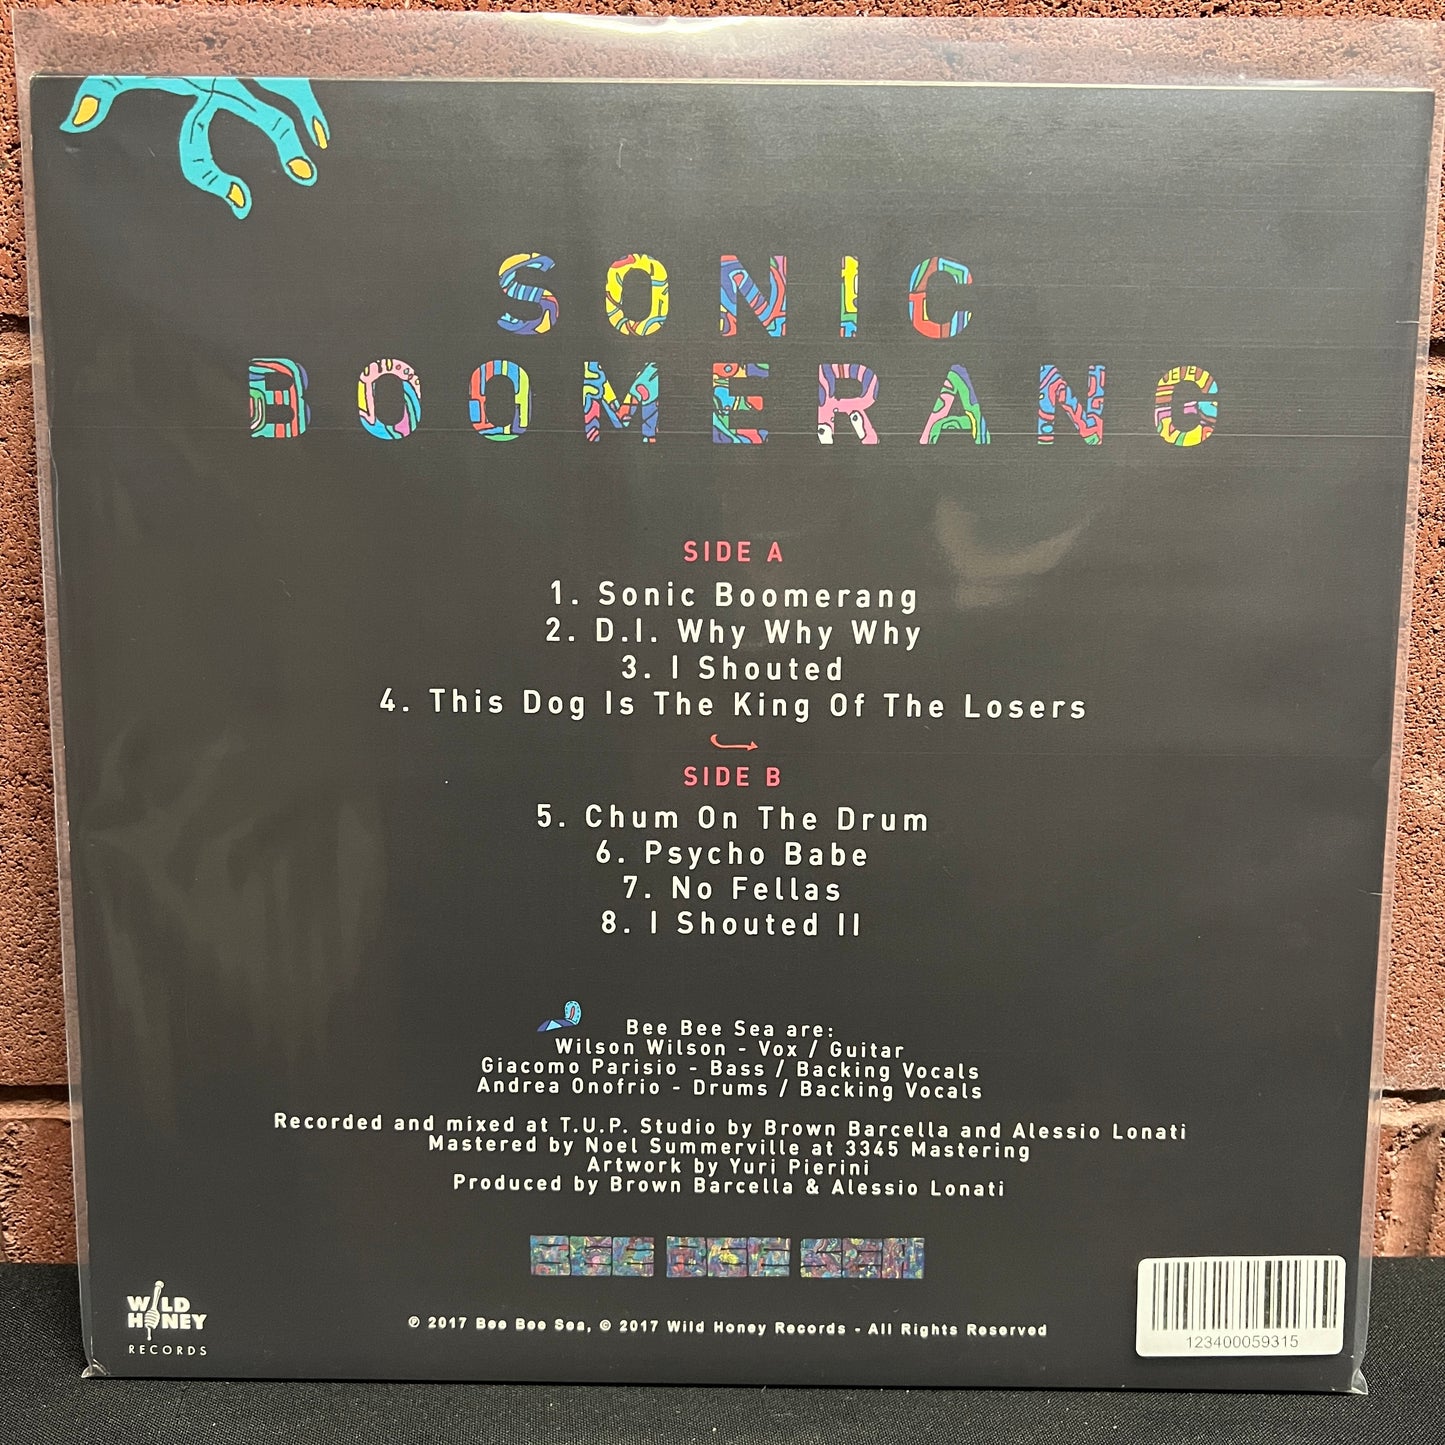 SONIC
BOOMERANG
SIDE A
1. Sonic Boomerang
2. D.I. Why Why Why
3. I Shouted
4. This Dog Is The King Of The Losers
SIDE B
5. Chum On The Drum
6. Psycho Babe
7. No Fellas
8. I Shouted II
Bee Bee Sea are:
Wilson Wilson - Vox / Guitar
Giacomo Parisio - Bass / Backing Vocals
Andrea Onofrio - Drums / Backing Vocals
Recorded and mixed at T.U.P. Studio by Brown Barcella and Alessio Lonati
Mastered by Noel Summerville at 3345 Mastering
Artwork by Yuri Pierini
Produced by Brown Barcella & Alessio Lonati
BEE BEE SEA
℗ 2017 Bee Bee Sea, © 2017 Wild Honey Records - All Rights Reserved
WILD
HONEY
RECORDS
123400059315